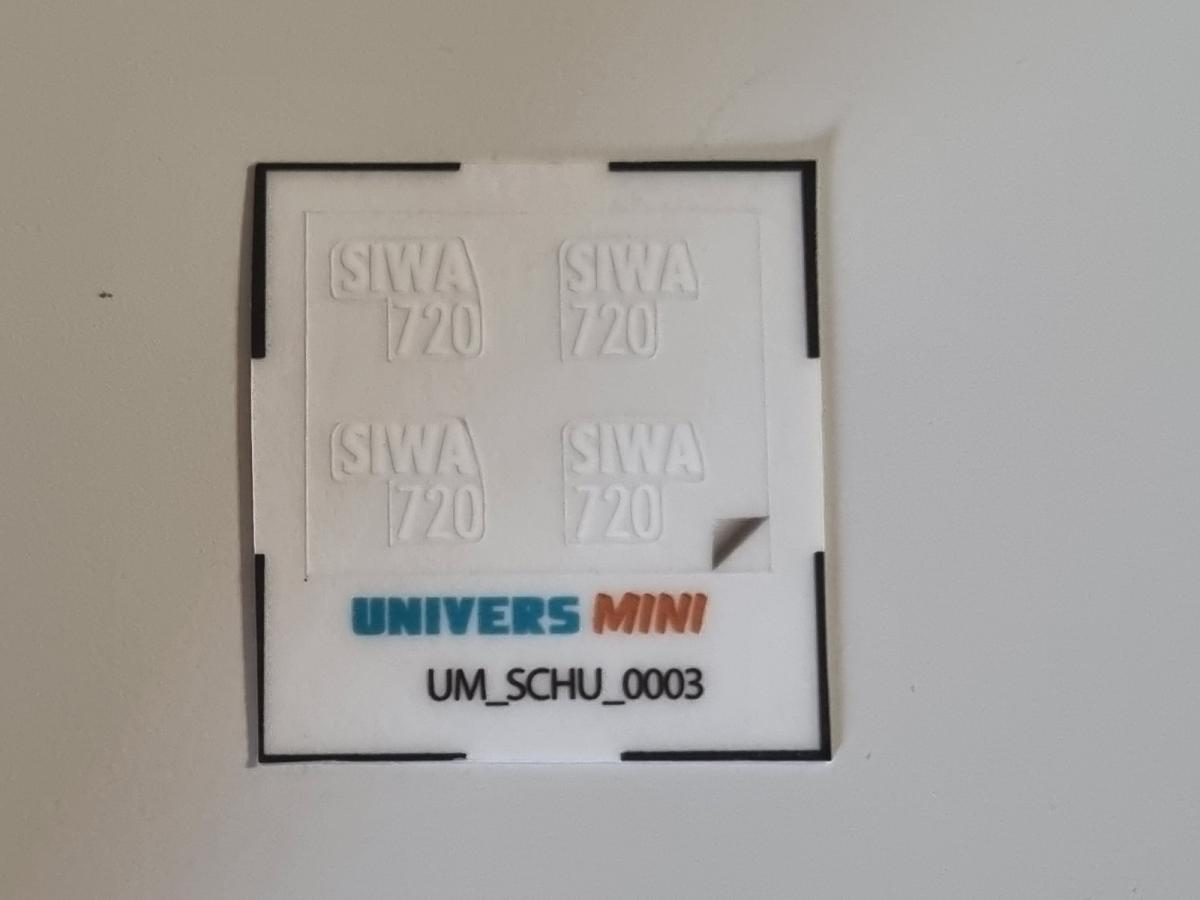 SIWA SIWA
720 720
SIWA SIWA
720 720
UNIVERS MINI
UM_SCHU_0003